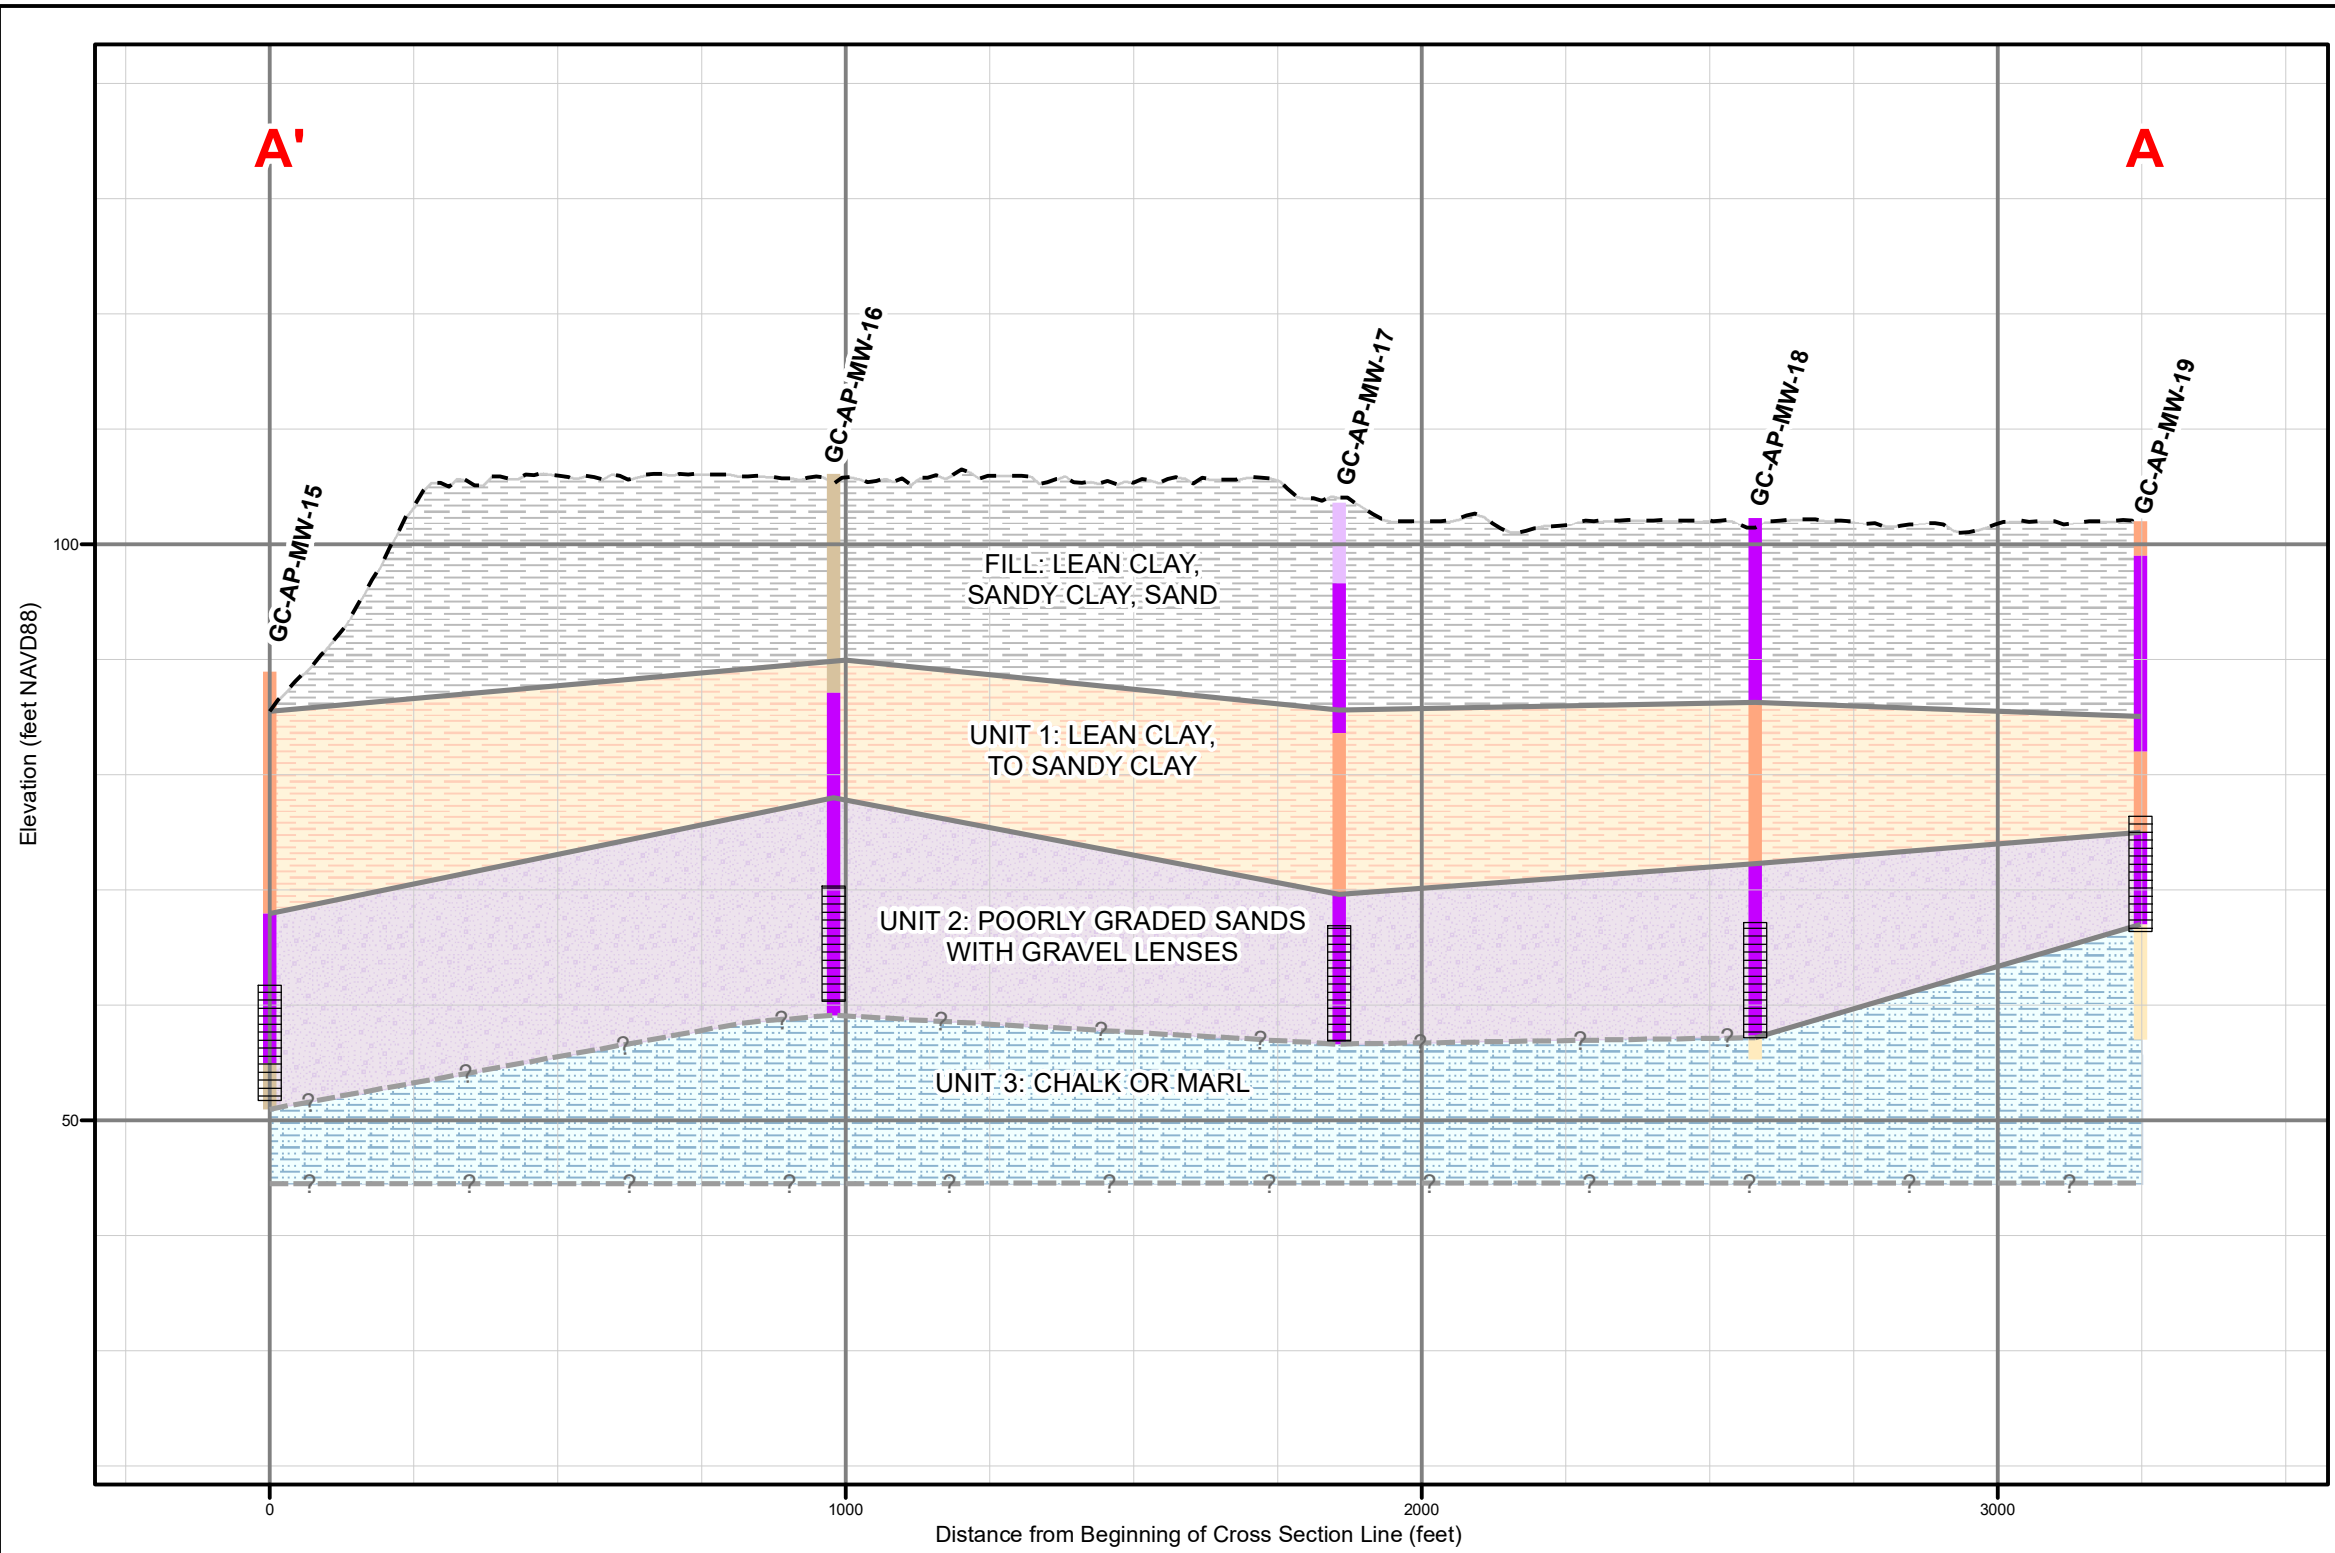 A'
A
GC-AP-MW-15
GC-AP-MW-16
GC-AP-MW-17
GC-AP-MW-18
GC-AP-MW-19
100
50
Elevation (feet NAVD88)
FILL: LEAN CLAY,
SANDY CLAY, SAND
UNIT 1: LEAN CLAY,
TO SANDY CLAY
UNIT 2: POORLY GRADED SANDS
WITH GRAVEL LENSES
? ? ? ? ? ? ? ? ? ?
UNIT 3: CHALK OR MARL
? ? ? ? ? ? ? ? ? ? ? ?
0 1000 2000 3000
Distance from Beginning of Cross Section Line (feet)